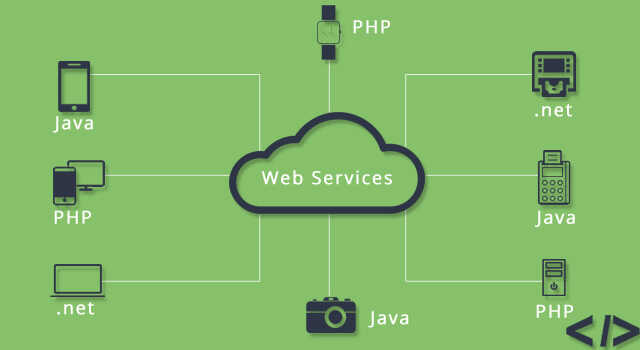 PHP
Java
.net
Web Services
PHP
Java
.net
Java
PHP
</>